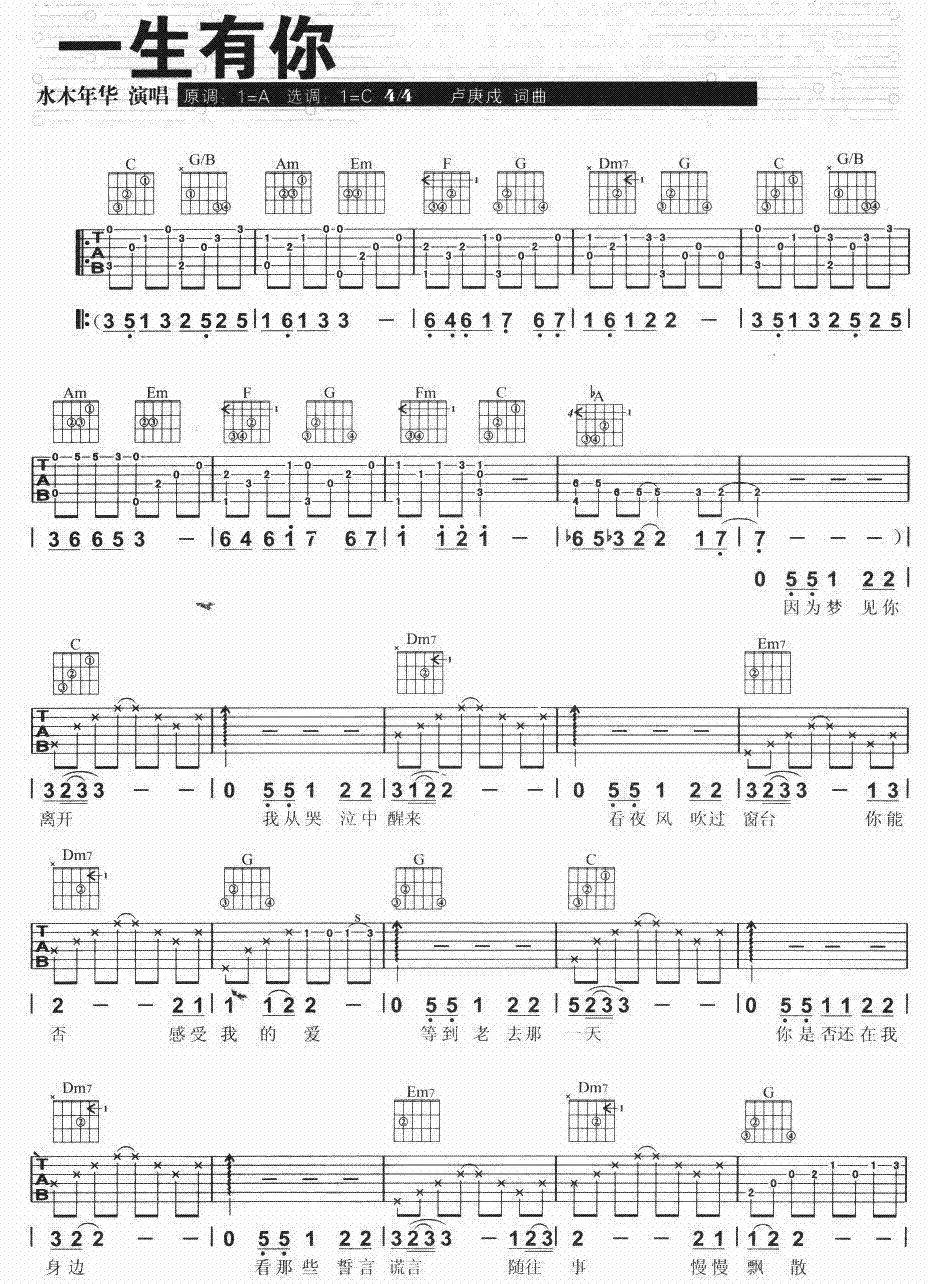 一生有你
水木年华 演唱 原调：1=A 选调：1=C 4/4 卢庚戌 词曲
C G/B Am Em F G Dm7 G C G/B
TAB
(3 5 1 3 2 5 2 5 | 1 6 1 3 3 — | 6 4 6 1 7 6 7 | 1 6 1 2 2 — | 3 5 1 3 2 5 2 5 |
Am Em F G Fm C ♭A
TAB
| 3 6 6 5 3 — | 6 4 6 1 7 6 7 | 1 1 2 1 — | ♭6 5 ♭3 2 2 1 7 | 7 — — — ) |
0 5 5 1 2 2 |
因为梦 见你
C Dm7 Em7
TAB
| 3 2 3 3 — — | 0 5 5 1 2 2 | 3 1 2 2 — — | 0 5 5 1 2 2 | 3 2 3 3 — 1 3 |
离开 我从哭 泣中 醒来 看夜风 吹过 窗台 你能
Dm7 G G C
TAB
| 2 — — 2 1 | 1 1 2 2 — | 0 5 5 1 2 2 | 5 2 3 3 — — | 0 5 5 1 1 2 2 |
否 感受 我 的 爱 等到 老 去那 一天 你是否还在我
Dm7 Em7 Dm7 G
TAB
| 3 2 2 — — | 0 5 5 1 2 2 | 3 2 3 3 — 1 2 3 | 2 — — 2 1 | 1 2 2 — — |
身边 看那些 誓言 谎言 随往 事 慢慢 飘 散